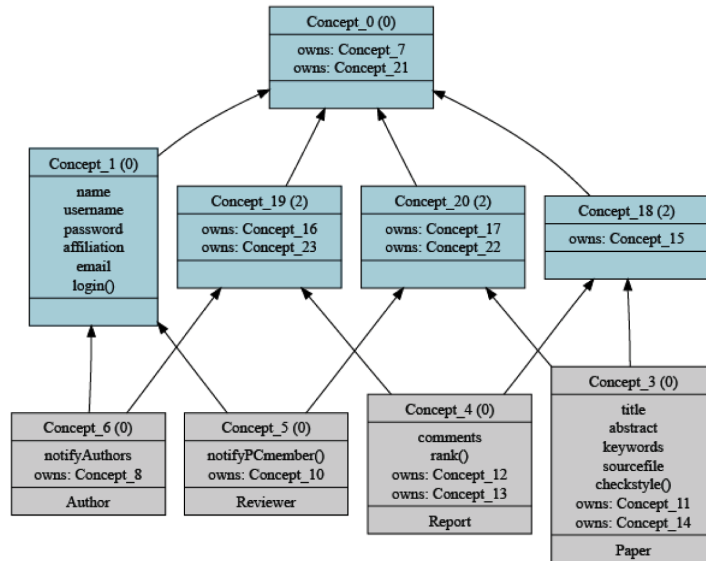 Concept_0 (0)
owns: Concept_7
owns: Concept_21
Concept_1 (0)
name
username
password
affiliation
email
login()
Concept_19 (2)
owns: Concept_16
owns: Concept_23
Concept_20 (2)
owns: Concept_17
owns: Concept_22
Concept_18 (2)
owns: Concept_15
Concept_6 (0)
notifyAuthors
owns: Concept_8
Author
Concept_5 (0)
notifyPCmember()
owns: Concept_10
Reviewer
Concept_4 (0)
comments
rank()
owns: Concept_12
owns: Concept_13
Report
Concept_3 (0)
title
abstract
keywords
sourcefile
checkstyle()
owns: Concept_11
owns: Concept_14
Paper